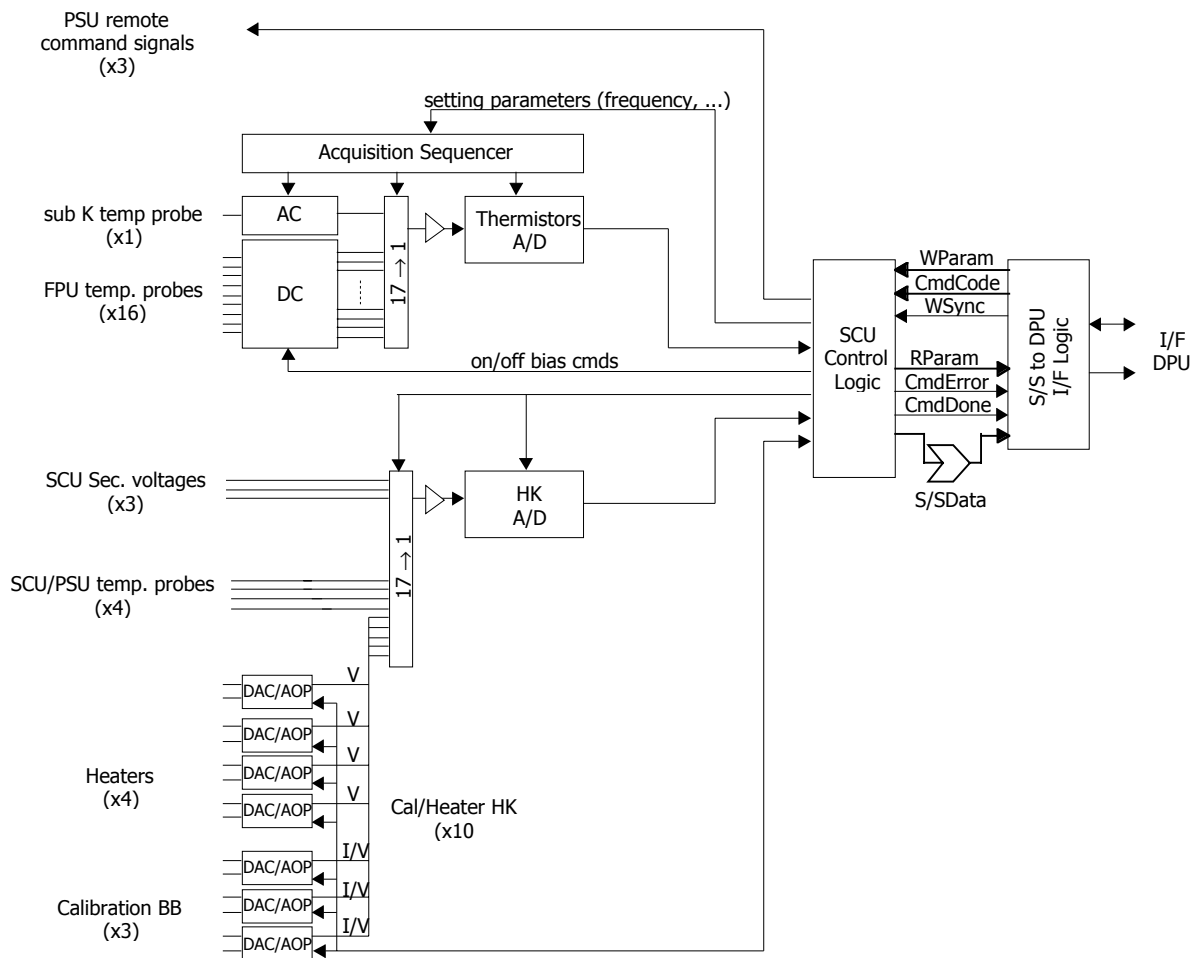 PSU remote
command signals
(x3)
setting parameters (frequency, ...)
Acquisition Sequencer
sub K temp probe
(x1)
AC
Thermistors
A/D
17 → 1
FPU temp. probes
(x16)
DC
on/off bias cmds
SCU
Control
Logic
WParam
CmdCode
WSync
RParam
CmdError
CmdDone
S/SData
S/S to DPU
I/F Logic
I/F
DPU
SCU Sec. voltages
(x3)
HK
A/D
17 → 1
SCU/PSU temp. probes
(x4)
Heaters
(x4)
DAC/AOP
V
DAC/AOP
V
DAC/AOP
V
DAC/AOP
V
Cal/Heater HK
(x10
Calibration BB
(x3)
DAC/AOP
I/V
DAC/AOP
I/V
DAC/AOP
I/V